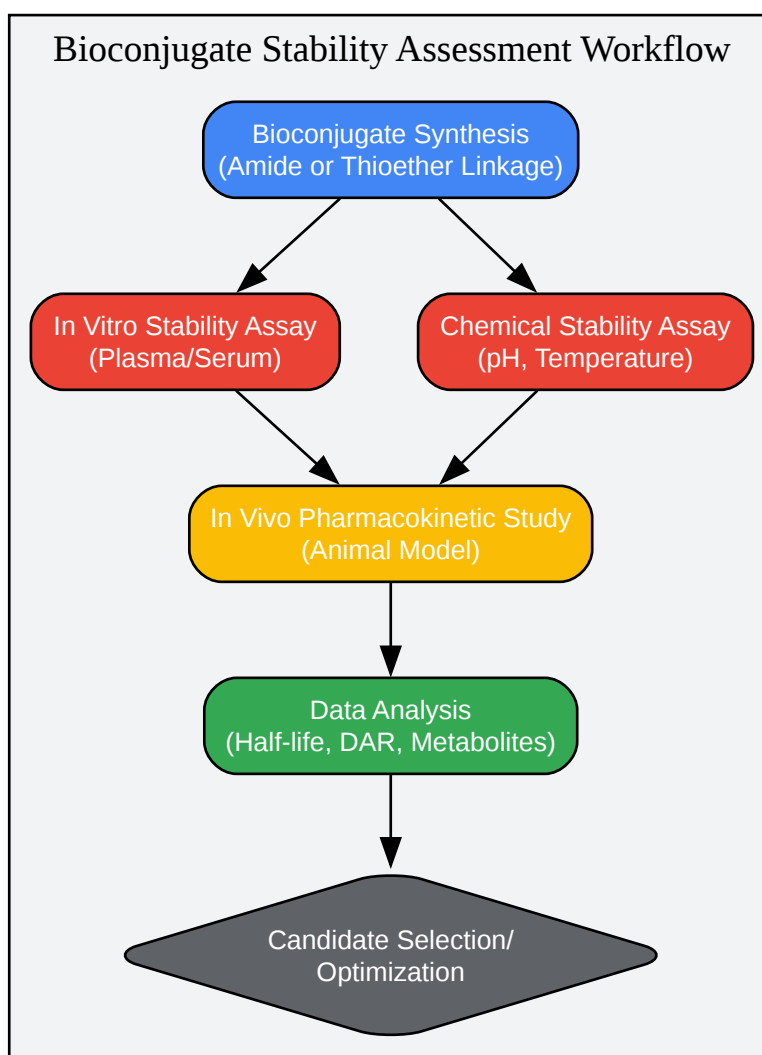 Bioconjugate Stability Assessment Workflow
Bioconjugate Synthesis
(Amide or Thioether Linkage)
In Vitro Stability Assay
(Plasma/Serum)
Chemical Stability Assay
(pH, Temperature)
In Vivo Pharmacokinetic Study
(Animal Model)
Data Analysis
(Half-life, DAR, Metabolites)
Candidate Selection/
Optimization